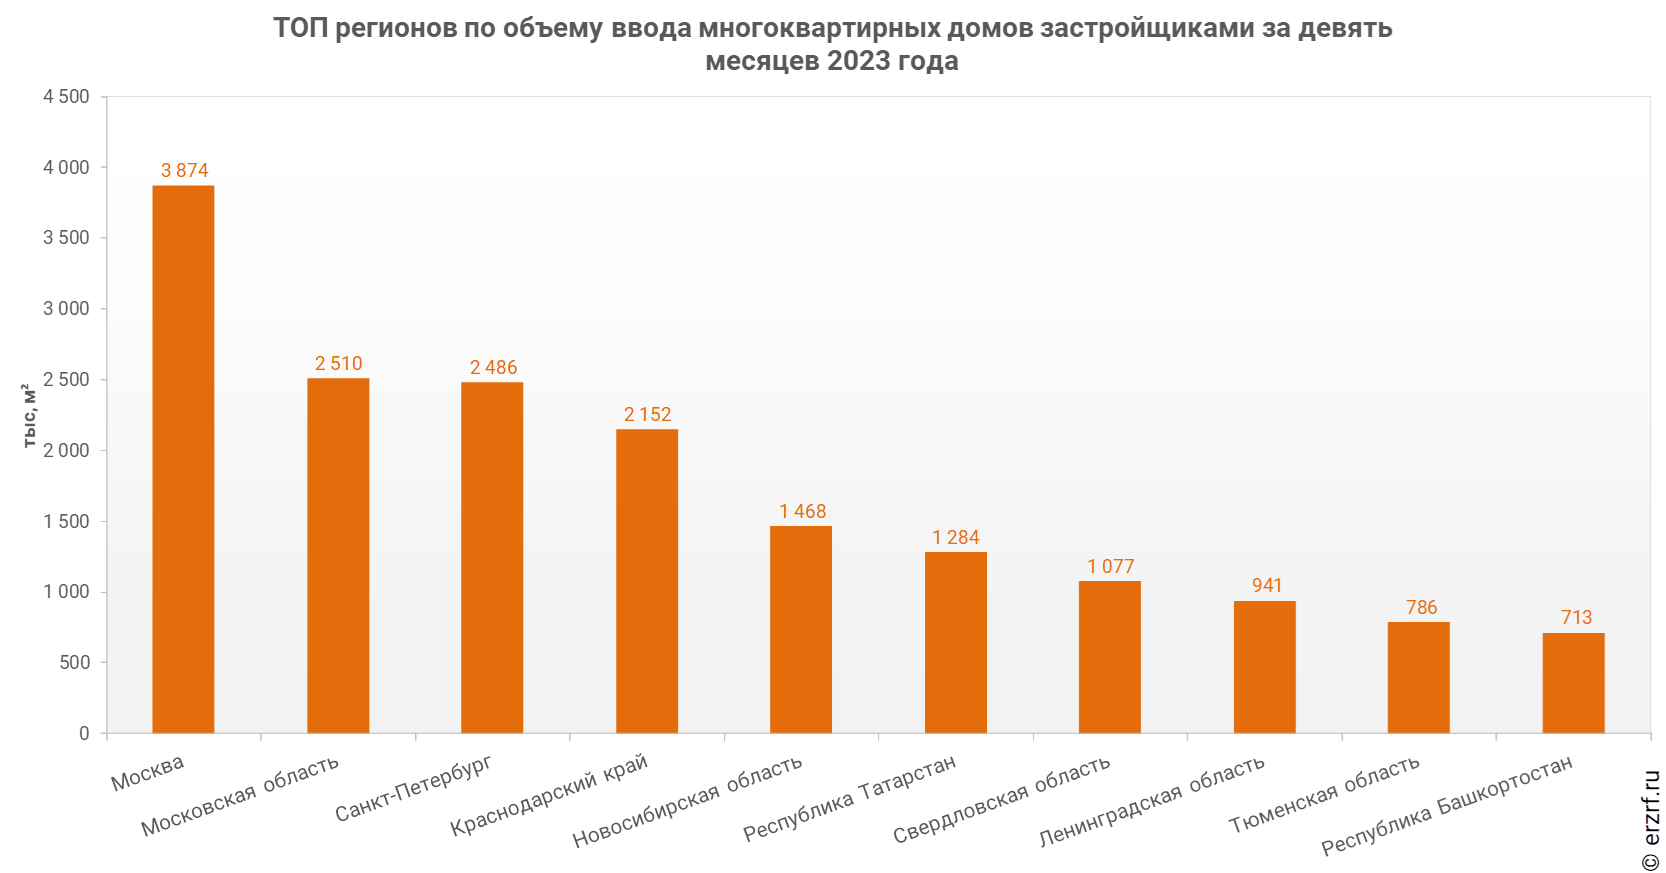 ТОП регионов по объему ввода многоквартирных домов застройщиками за девять
месяцев 2023 года
4 500
4 000
3 500
3 000
2 500
2 000
1 500
1 000
500
0
тыс, м²
3 874
2 510
2 486
2 152
1 468
1 284
1 077
941
786
713
Москва
Московская область
Санкт-Петербург
Краснодарский край
Новосибирская область
Республика Татарстан
Свердловская область
Ленинградская область
Тюменская область
Республика Башкортостан
© erzrf.ru